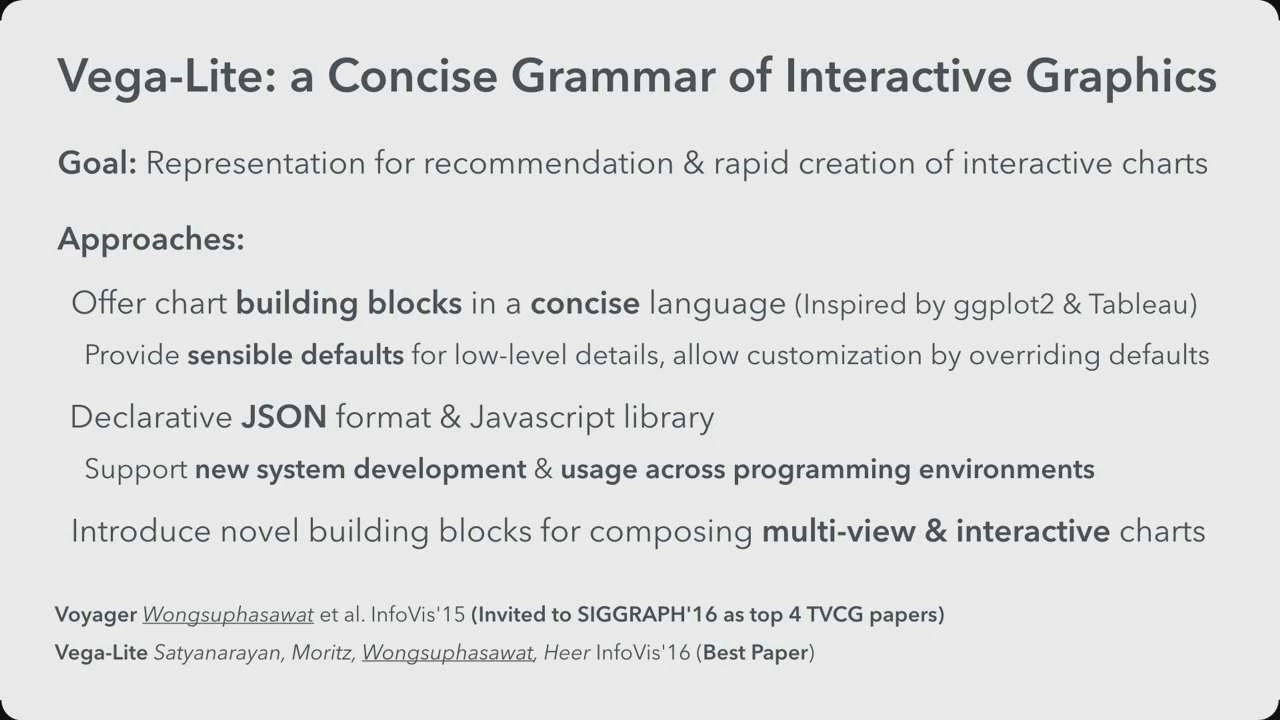 Vega-Lite: a Concise Grammar of Interactive Graphics
Goal: Representation for recommendation & rapid creation of interactive charts
Approaches:
Offer chart building blocks in a concise language (Inspired by ggplot2 & Tableau)
Provide sensible defaults for low-level details, allow customization by overriding defaults
Declarative JSON format & Javascript library
Support new system development & usage across programming environments
Introduce novel building blocks for composing multi-view & interactive charts
Voyager Wongsuphasawat et al. InfoVis'15 (Invited to SIGGRAPH'16 as top 4 TVCG papers)
Vega-Lite Satyanarayan, Moritz, Wongsuphasawat, Heer InfoVis'16 (Best Paper)